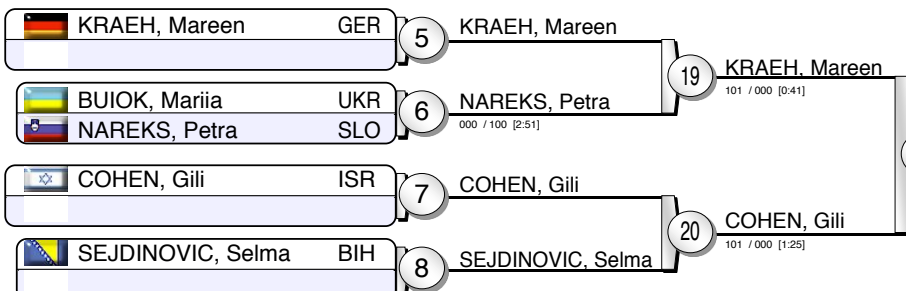 KRAEH, Mareen GER
5
KRAEH, Mareen
19
KRAEH, Mareen
101 / 000 [0:41]
BUIOK, Mariia UKR
NAREKS, Petra SLO
6
NAREKS, Petra
000 / 100 [2:51]
COHEN, Gili ISR
7
COHEN, Gili
20
COHEN, Gili
101 / 000 [1:25]
SEJDINOVIC, Selma BIH
8
SEJDINOVIC, Selma